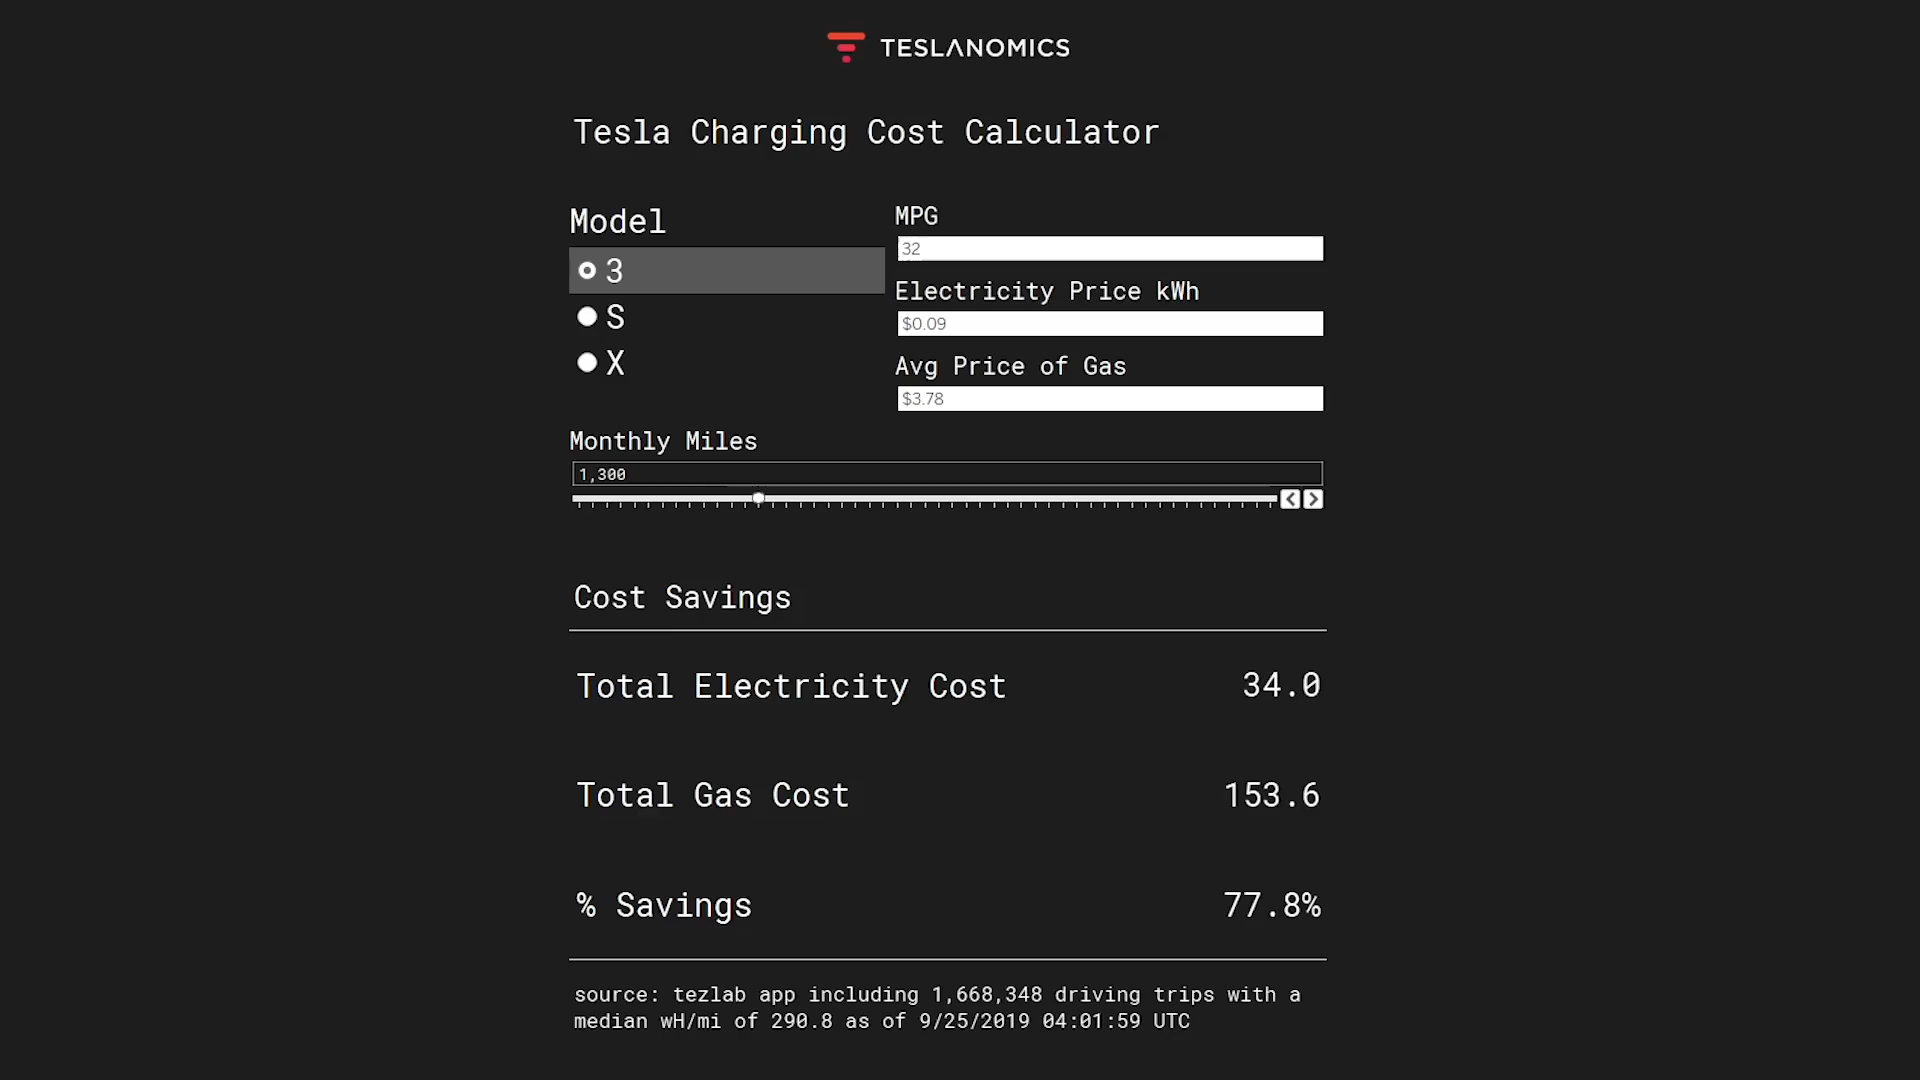 TESLANOMICS
Tesla Charging Cost Calculator
Model
3
S
X
MPG
32
Electricity Price kWh
$0.09
Avg Price of Gas
$3.78
Monthly Miles
1,300
Cost Savings
Total Electricity Cost 34.0
Total Gas Cost 153.6
% Savings 77.8%
source: tezlab app including 1,668,348 driving trips with a
median wH/mi of 290.8 as of 9/25/2019 04:01:59 UTC